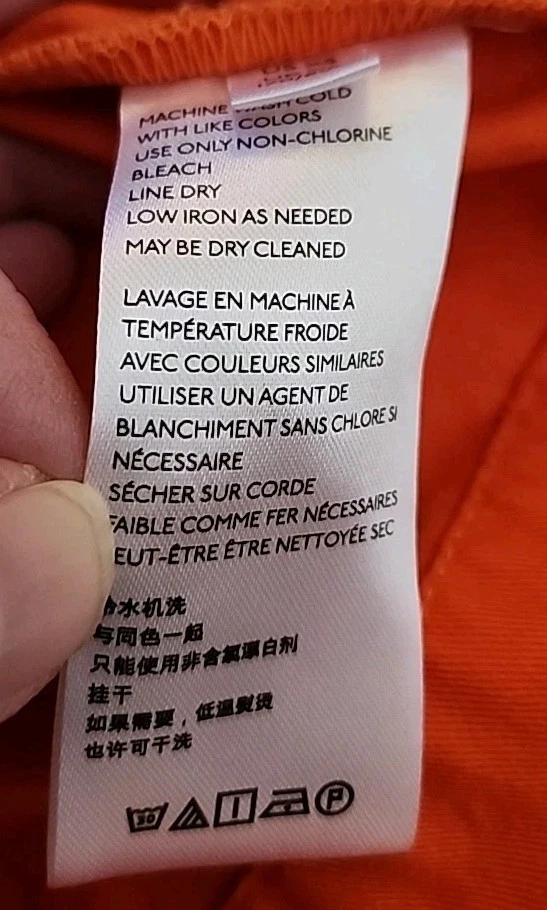 MACHINE WASH COLD
WITH LIKE COLORS
USE ONLY NON-CHLORINE
BLEACH
LINE DRY
LOW IRON AS NEEDED
MAY BE DRY CLEANED
LAVAGE EN MACHINE À
TEMPÉRATURE FROIDE
AVEC COULEURS SIMILAIRES
UTILISER UN AGENT DE
BLANCHIMENT SANS CHLORE SI
NÉCESSAIRE
SÉCHER SUR CORDE
FAIBLE COMME FER NÉCESSAIRES
EUT-ÊTRE ÊTRE NETTOYÉE SEC
冷水机洗
与同色一起
只能使用非含氯漂白剂
挂干
如果需要，低温熨烫
也许可干洗
30 P